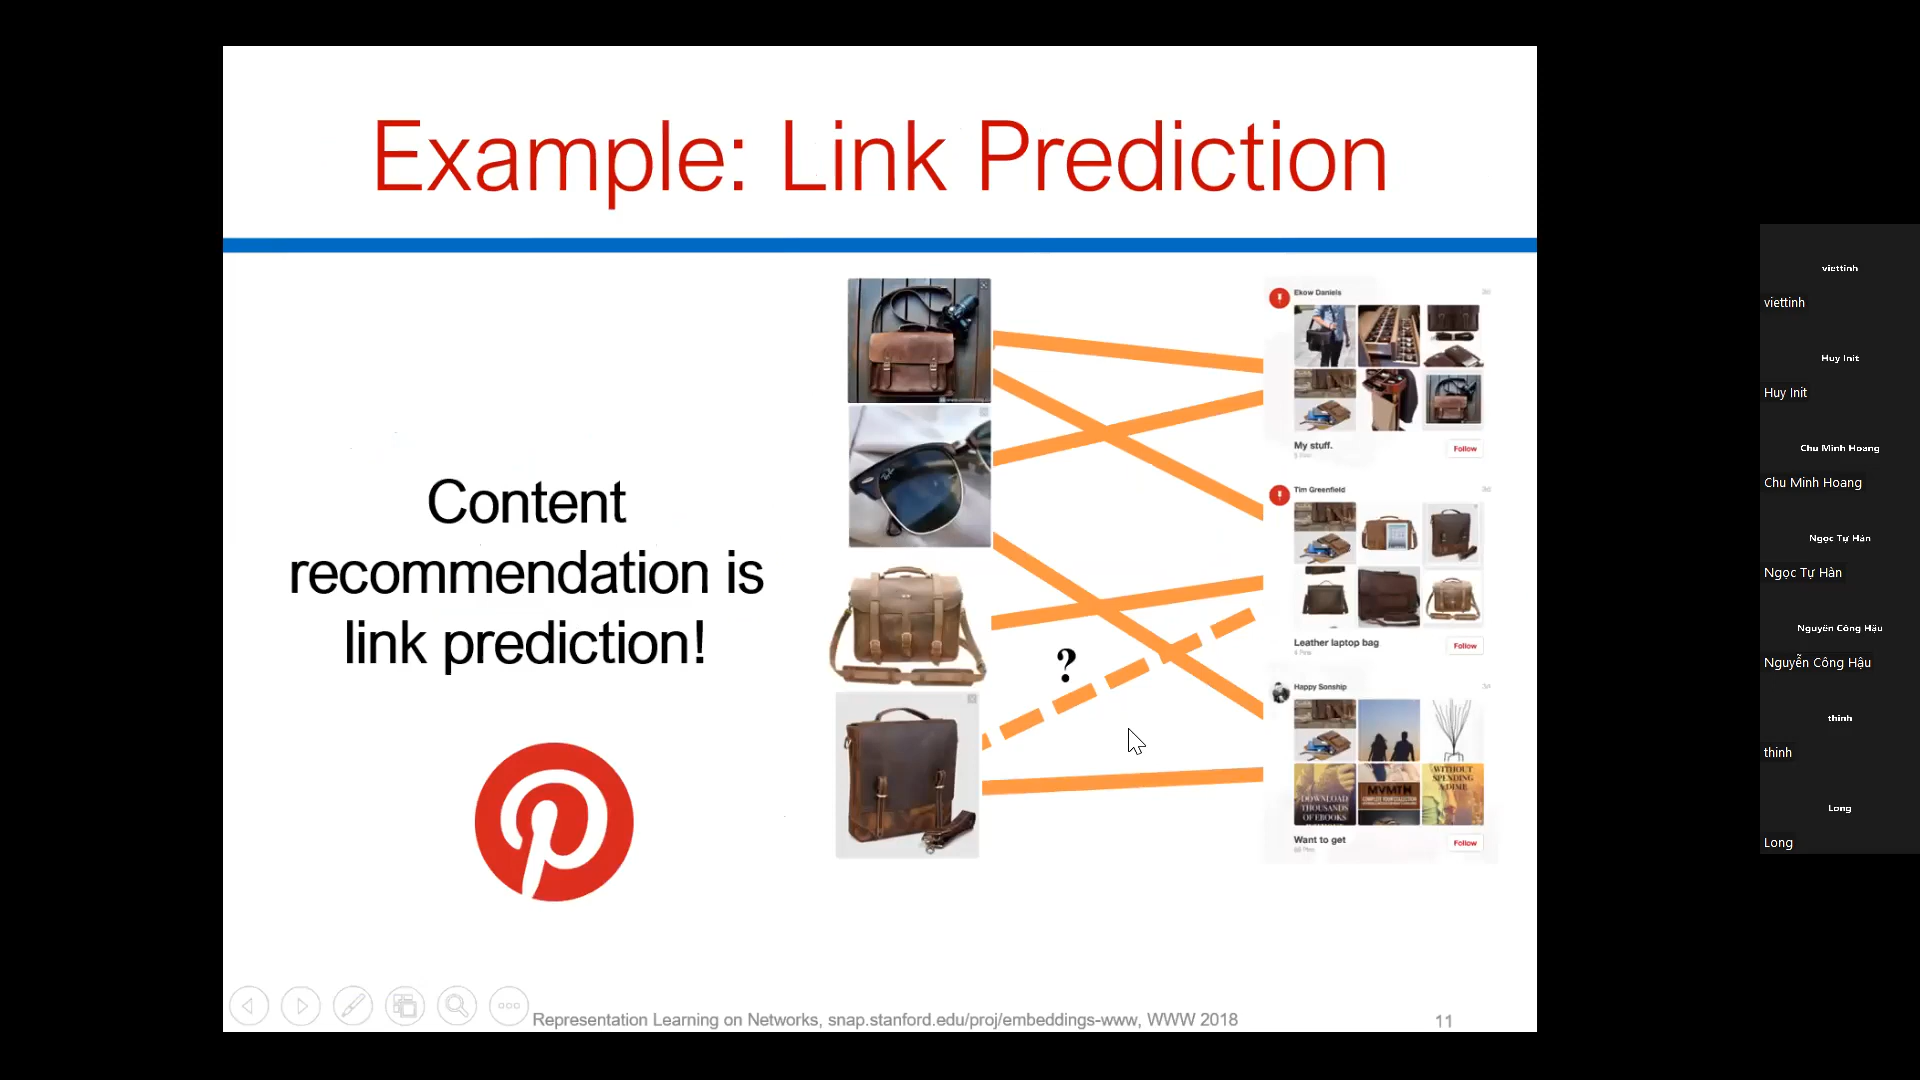 Example: Link Prediction
Content
recommendation is
link prediction!
?
Ekow Daniels
My stuff.
Follow
Tim Greenfield
Leather laptop bag
Follow
Happy Sonship
DOWNLOAD
THOUSANDS
OF EBOOKS
MVMTH
WITHOUT
SPENDING
A DIME
Want to get
Follow
Representation Learning on Networks, snap.stanford.edu/proj/embeddings-www, WWW 2018
11
viettinh
viettinh
Huy Init
Huy Init
Chu Minh Hoang
Chu Minh Hoang
Ngọc Tự Hàn
Ngọc Tự Hàn
Nguyễn Công Hậu
Nguyễn Công Hậu
thinh
thinh
Long
Long